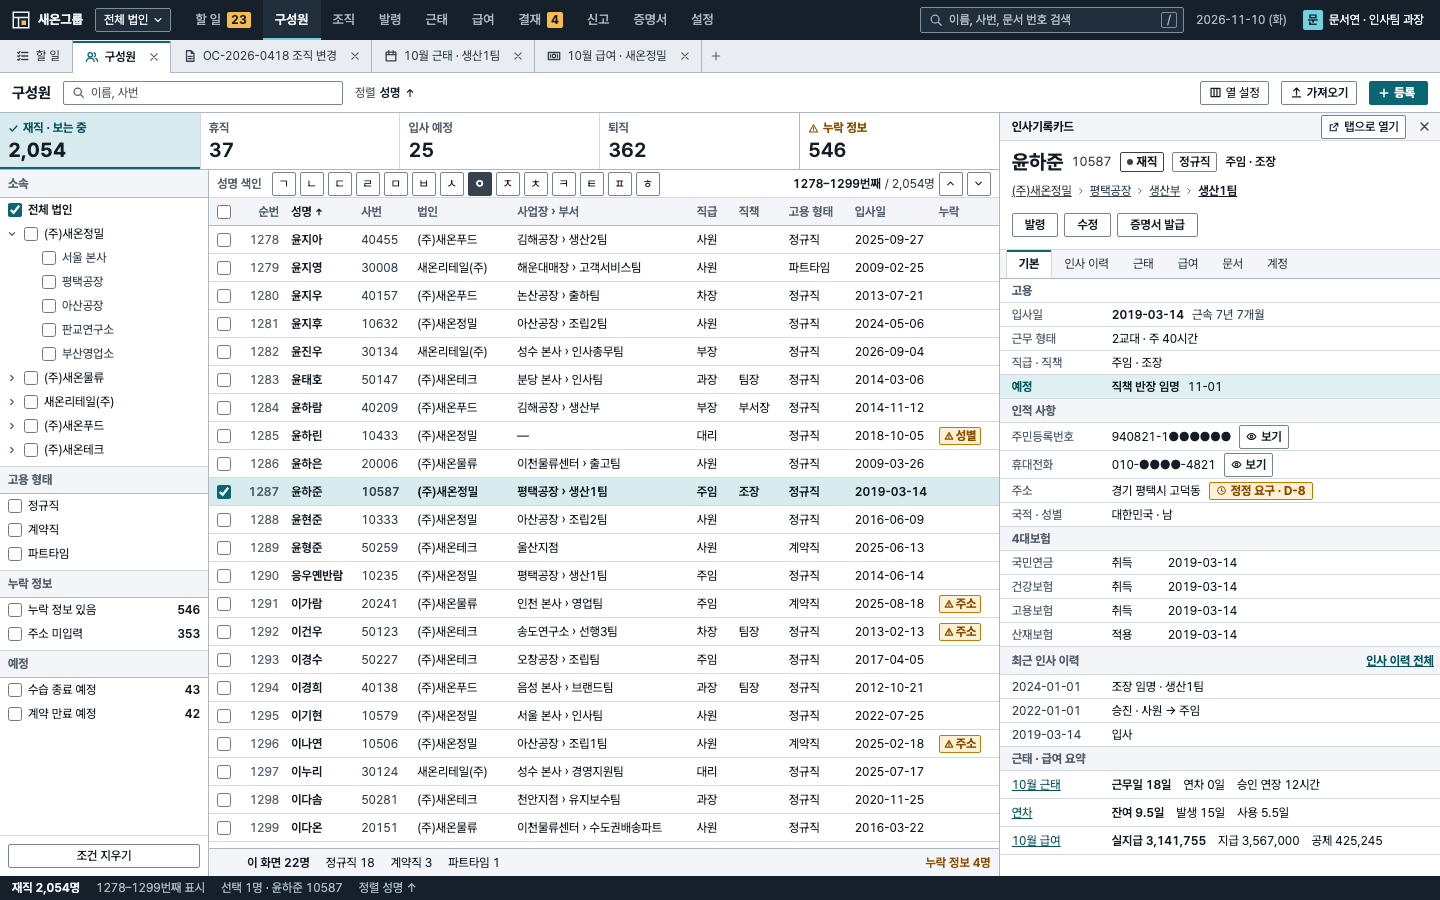 새온그룹 전체 법인 할 일 23 구성원 조직 발령 근태 급여 결재 4 신고 증명서 설정 이름, 사번, 문서 번호 검색 / 2026-11-10 (화) 문 문서연 · 인사팀 과장
할 일 구성원 OC-2026-0418 조직 변경 10월 근태 · 생산1팀 10월 급여 · 새온정밀
구성원 이름, 사번 정렬 성명 ↑ 열 설정 가져오기 등록
재직 · 보는 중 휴직 입사 예정 퇴직 누락 정보
2,054 37 25 362 546
소속
전체 법인
(주)새온정밀
서울 본사
평택공장
아산공장
판교연구소
부산영업소
(주)새온물류
새온리테일(주)
(주)새온푸드
(주)새온테크
고용 형태
정규직
계약직
파트타임
누락 정보
누락 정보 있음 546
주소 미입력 353
예정
수습 종료 예정 43
계약 만료 예정 42
조건 지우기
성명 색인 ㄱ ㄴ ㄷ ㄹ ㅁ ㅂ ㅅ ㅇ ㅈ ㅊ ㅋ ㅌ ㅍ ㅎ 1278–1299번째 / 2,054명
순번 성명 ↑ 사번 법인 사업장 › 부서 직급 직책 고용 형태 입사일 누락
1278 윤지아 40455 (주)새온푸드 김해공장 › 생산2팀 사원 정규직 2025-09-27
1279 윤지영 30008 새온리테일(주) 해운대매장 › 고객서비스팀 사원 파트타임 2009-02-25
1280 윤지우 40157 (주)새온푸드 논산공장 › 출하팀 차장 정규직 2013-07-21
1281 윤지후 10632 (주)새온정밀 아산공장 › 조립2팀 사원 정규직 2024-05-06
1282 윤진우 30134 새온리테일(주) 성수 본사 › 인사총무팀 부장 정규직 2026-09-04
1283 윤태호 50147 (주)새온테크 분당 본사 › 인사팀 과장 팀장 정규직 2014-03-06
1284 윤하람 40209 (주)새온푸드 김해공장 › 생산부 부장 부서장 정규직 2014-11-12
1285 윤하린 10433 (주)새온정밀 — 대리 정규직 2018-10-05 성별
1286 윤하은 20006 (주)새온물류 이천물류센터 › 출고팀 사원 정규직 2009-03-26
1287 윤하준 10587 (주)새온정밀 평택공장 › 생산1팀 주임 조장 정규직 2019-03-14
1288 윤현준 10333 (주)새온정밀 아산공장 › 조립2팀 사원 정규직 2016-06-09
1289 윤형준 50259 (주)새온테크 울산지점 사원 계약직 2025-06-13
1290 응우옌반람 10235 (주)새온정밀 평택공장 › 생산1팀 주임 정규직 2014-06-14
1291 이가람 20241 (주)새온물류 인천 본사 › 영업팀 주임 계약직 2025-08-18 주소
1292 이건우 50123 (주)새온테크 송도연구소 › 선행3팀 차장 팀장 정규직 2013-02-13 주소
1293 이경수 50227 (주)새온테크 오창공장 › 조립팀 주임 정규직 2017-04-05
1294 이경희 40138 (주)새온푸드 음성 본사 › 브랜드팀 과장 팀장 정규직 2012-10-21
1295 이기현 10579 (주)새온정밀 서울 본사 › 인사팀 사원 정규직 2022-07-25
1296 이나연 10506 (주)새온정밀 아산공장 › 조립1팀 사원 계약직 2025-02-18 주소
1297 이누리 30124 새온리테일(주) 성수 본사 › 경영지원팀 대리 정규직 2025-07-17
1298 이다솜 50281 (주)새온테크 천안지점 › 유지보수팀 과장 정규직 2020-11-25
1299 이다온 20151 (주)새온물류 이천물류센터 › 수도권배송파트 사원 정규직 2016-03-22
이 화면 22명 정규직 18 계약직 3 파트타임 1 누락 정보 4명
인사기록카드 탭으로 열기
윤하준 10587 재직 정규직 주임 · 조장
(주)새온정밀 › 평택공장 › 생산부 › 생산1팀
발령 수정 증명서 발급
기본 인사 이력 근태 급여 문서 계정
고용
입사일 2019-03-14 근속 7년 7개월
근무 형태 2교대 · 주 40시간
직급 · 직책 주임 · 조장
예정 직책 반장 임명 11-01
인적 사항
주민등록번호 940821-1●●●●●● 보기
휴대전화 010-●●●●-4821 보기
주소 경기 평택시 고덕동 정정 요구 · D-8
국적 · 성별 대한민국 · 남
4대보험
국민연금 취득 2019-03-14
건강보험 취득 2019-03-14
고용보험 취득 2019-03-14
산재보험 적용 2019-03-14
최근 인사 이력 인사 이력 전체
2024-01-01 조장 임명 · 생산1팀
2022-01-01 승진 · 사원 → 주임
2019-03-14 입사
근태 · 급여 요약
10월 근태 근무일 18일 연차 0일 승인 연장 12시간
연차 잔여 9.5일 발생 15일 사용 5.5일
10월 급여 실지급 3,141,755 지급 3,567,000 공제 425,245
재직 2,054명 1278–1299번째 표시 선택 1명 · 윤하준 10587 정렬 성명 ↑